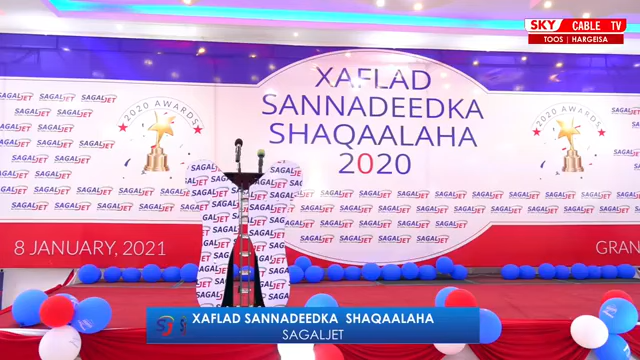 SKY CABLE TV
TOOS | HARGEISA
XAFLAD
SANNADEEDKA
SHAQAALAHA
2020
2020 AWARDS
2020 AWARDS
SAGALJET
8 JANUARY, 2021
GRAN
XAFLAD SANNADEEDKA SHAQAALAHA
SAGALJET